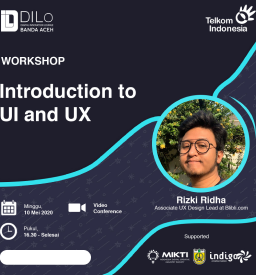 DILo
BANDA ACEH
Telkom
Indonesia
WORKSHOP
Introduction to
UI and UX
Rizki Ridha
Associate UX Design Lead at Blibli.com
Minggu,
10 Mei 2020
Video
Conference
Pukul,
16.30 - Selesai
Supported
MIKTI
indigo